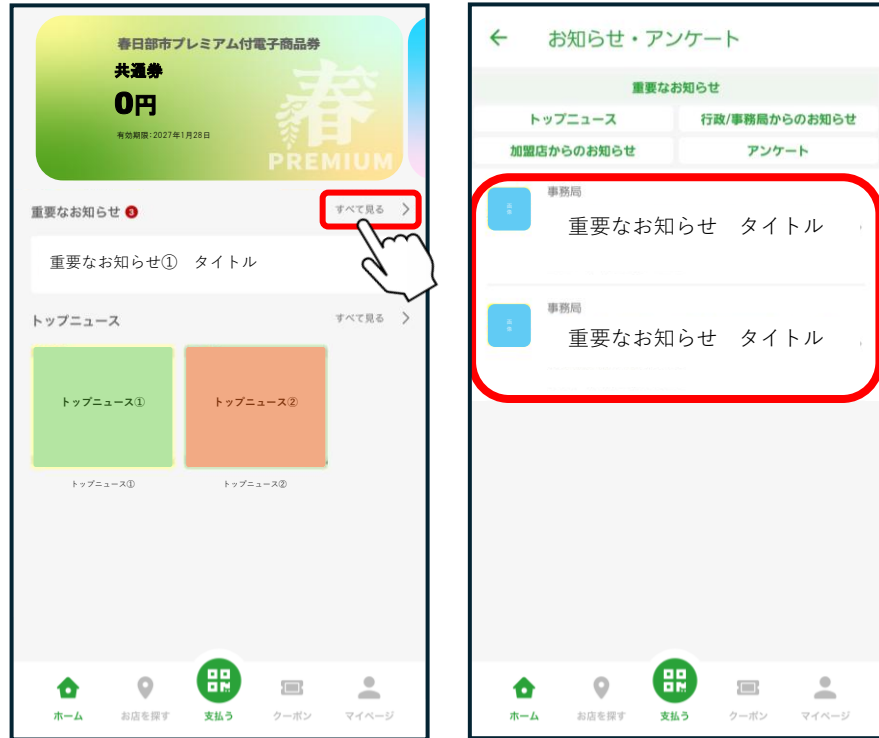 春日部市プレミアム付電子商品券
共通券
0円
有効期限:2027年1月28日
春
PREMIUM
重要なお知らせ 3
すべて見る
重要なお知らせ① タイトル
トップニュース
すべて見る
トップニュース①
トップニュース②
トップニュース①
トップニュース②
ホーム
お店を探す
支払う
クーポン
マイページ
お知らせ・アンケート
重要なお知らせ
トップニュース
行政/事務局からのお知らせ
加盟店からのお知らせ
アンケート
事務局
重要なお知らせ タイトル
事務局
重要なお知らせ タイトル
ホーム
お店を探す
支払う
クーポン
マイページ